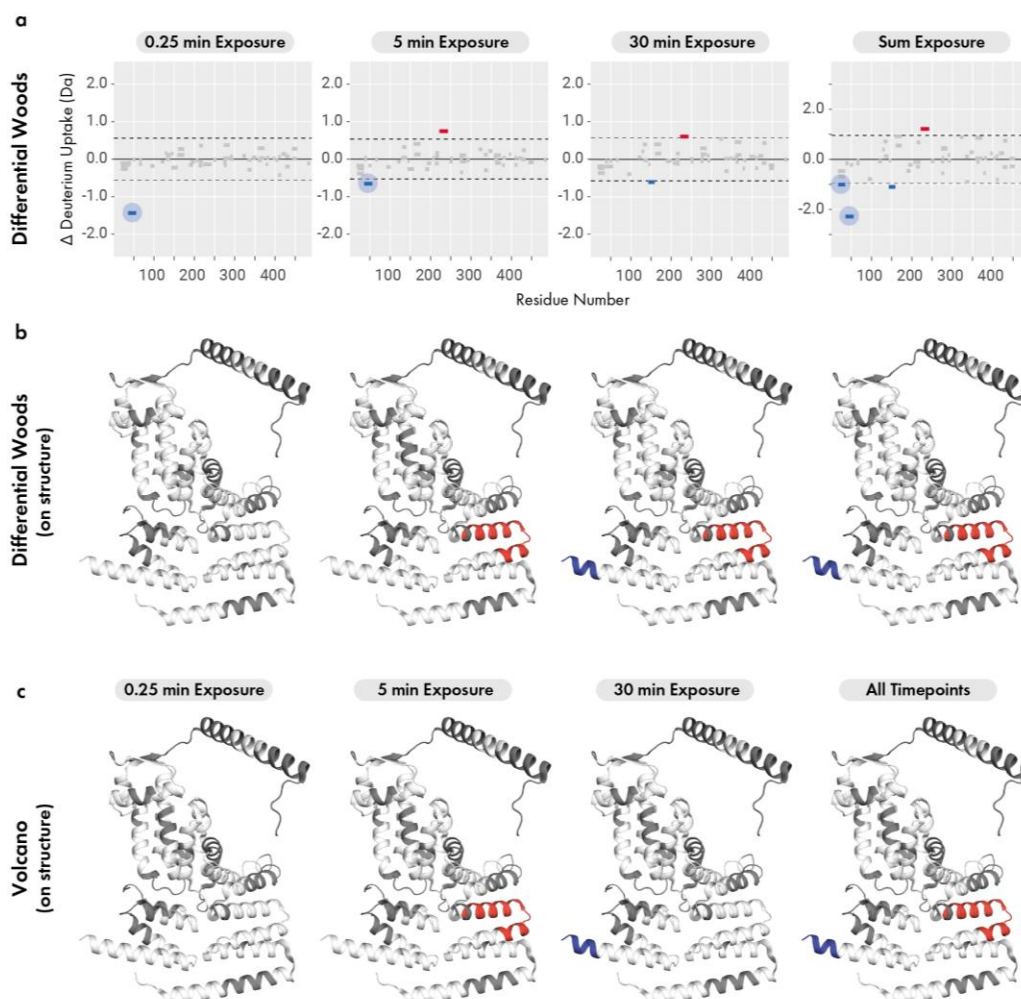 a
0.25 min Exposure 5 min Exposure 30 min Exposure Sum Exposure
Differential Woods
Δ Deuterium Uptake (Da)
2.0 2.0 2.0 2.0
1.0 1.0 1.0
0.0 0.0 0.0 0.0
-1.0 -1.0 -1.0
-2.0 -2.0 -2.0 -2.0
100 200 300 400 100 200 300 400 100 200 300 400 100 200 300 400
Residue Number
b
Differential Woods
(on structure)
c
0.25 min Exposure 5 min Exposure 30 min Exposure All Timepoints
Volcano
(on structure)